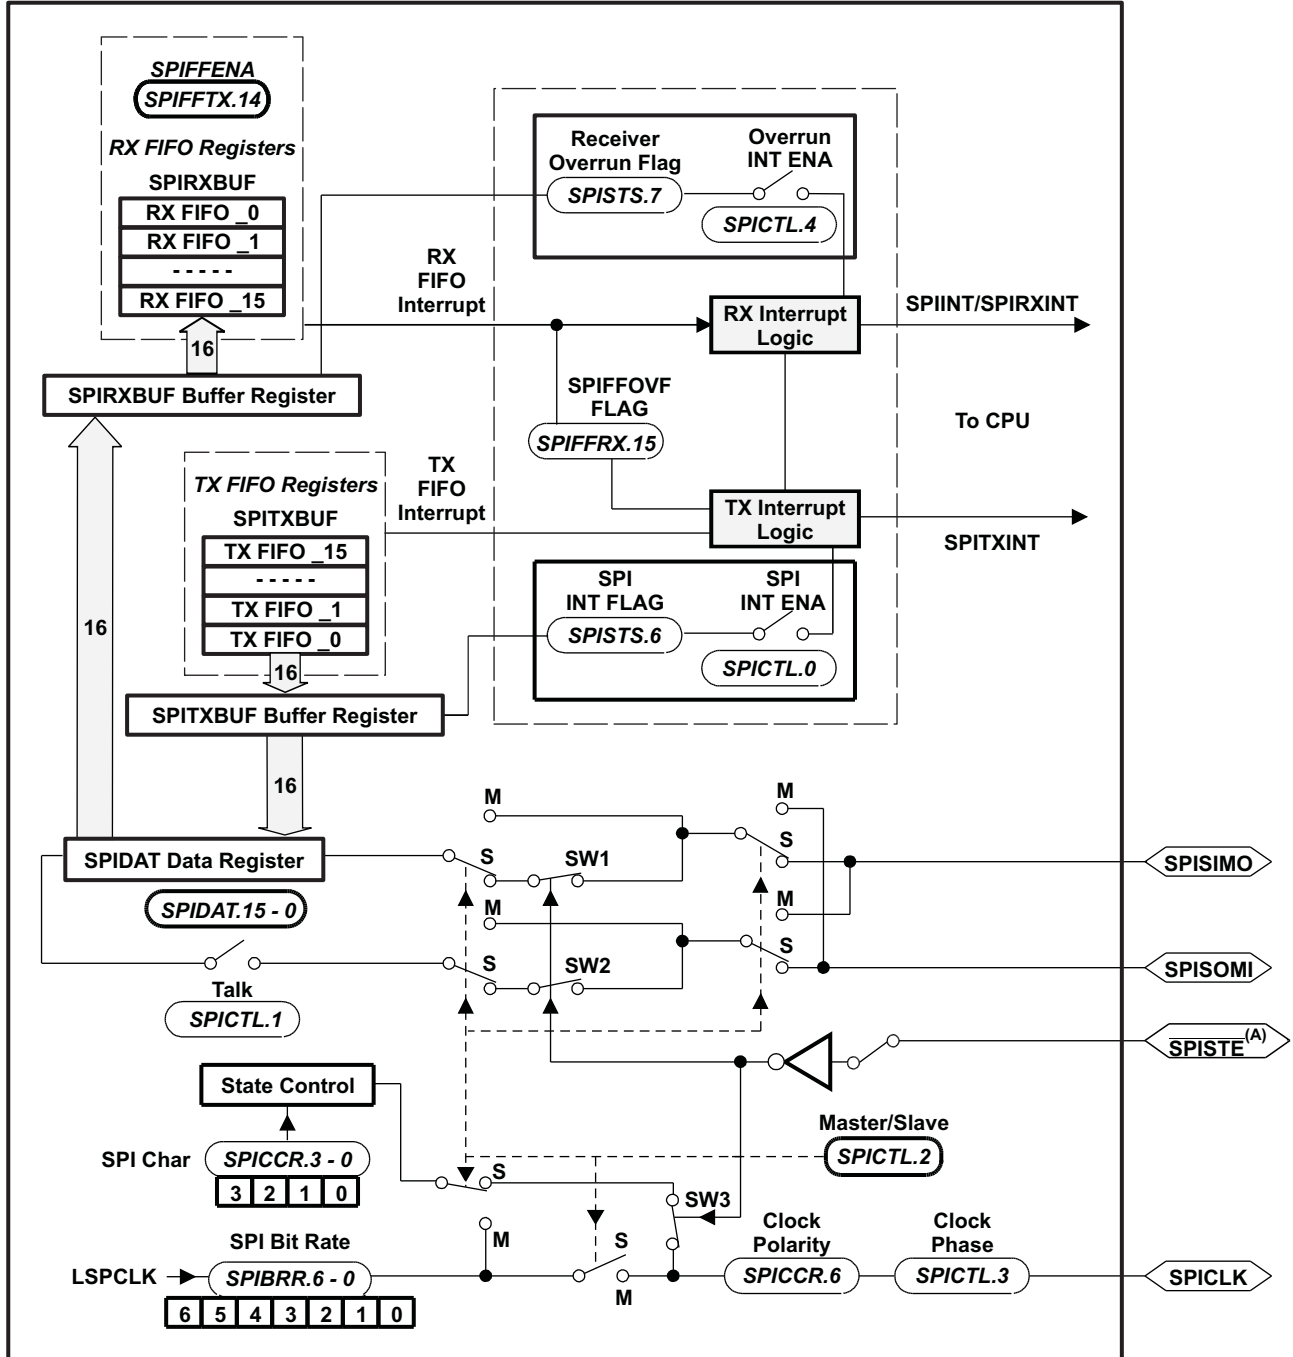 SPIFFENA
SPIFFTX.14
RX FIFO Registers
SPIRXBUF
RX FIFO _0
RX FIFO _1
- - - - -
RX FIFO _15
16
SPIRXBUF Buffer Register
Receiver
Overrun Flag
SPISTS.7
Overrun
INT ENA
SPICTL.4
RX
FIFO
Interrupt
RX Interrupt
Logic
SPIINT/SPIRXINT
SPIFFOVF
FLAG
SPIFFRX.15
To CPU
TX FIFO Registers
SPITXBUF
TX FIFO _15
- - - - -
TX FIFO _1
TX FIFO _0
16
16
TX
FIFO
Interrupt
TX Interrupt
Logic
SPITXINT
SPI
INT FLAG
SPISTS.6
SPI
INT ENA
SPICTL.0
SPITXBUF Buffer Register
16
SPIDAT Data Register
SPIDAT.15 - 0
M
S
SW1
M
S
SPISIMO
M
S
SW2
M
S
SPISOMI
Talk
SPICTL.1
SPISTE(A)
State Control
Master/Slave
SPICTL.2
SPI Char
SPICCR.3 - 0
3 2 1 0
S
M
SW3
S
M
SPI Bit Rate
LSPCLK
SPIBRR.6 - 0
6 5 4 3 2 1 0
Clock
Polarity
SPICCR.6
Clock
Phase
SPICTL.3
SPICLK